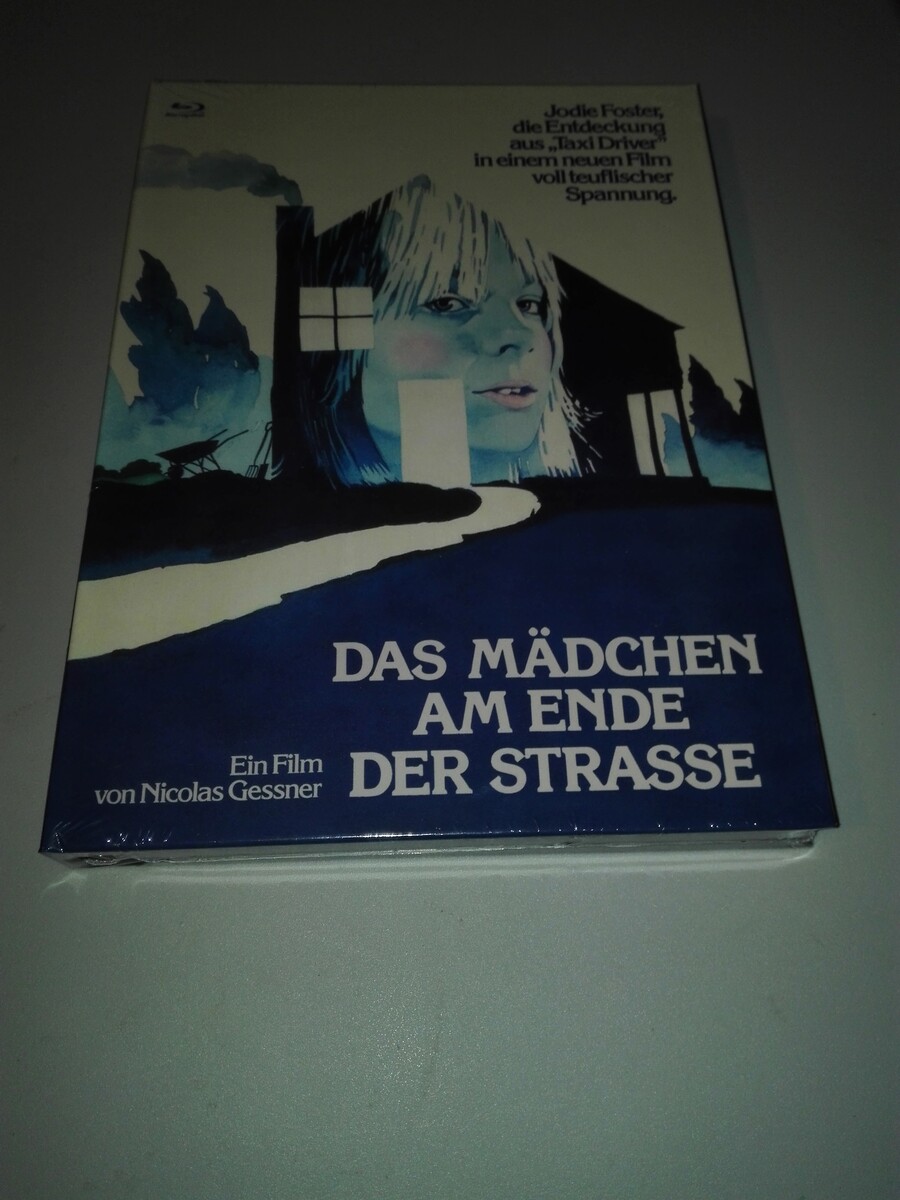 Jodie Foster,
die Entdeckung
aus „Taxi Driver"
in einem neuen Film
voll teuflischer
Spannung.
DAS MÄDCHEN
AM ENDE
DER STRASSE
Ein Film
von Nicolas Gessner